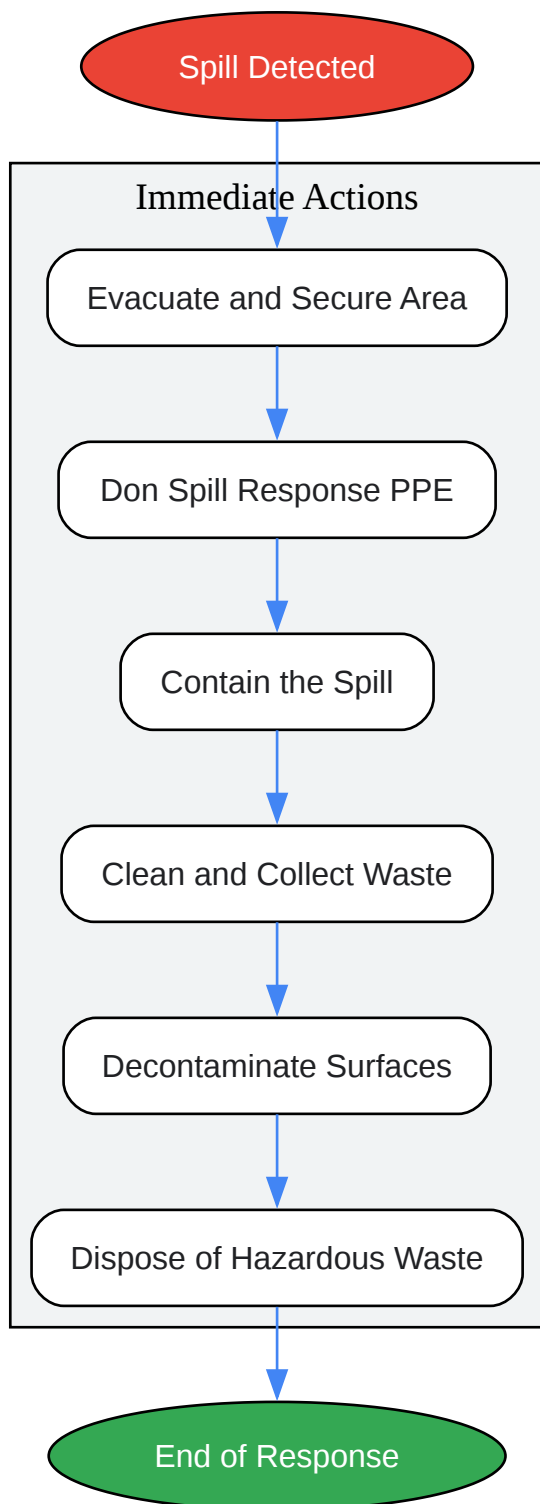 Spill Detected
Immediate Actions
Evacuate and Secure Area
Don Spill Response PPE
Contain the Spill
Clean and Collect Waste
Decontaminate Surfaces
Dispose of Hazardous Waste
End of Response